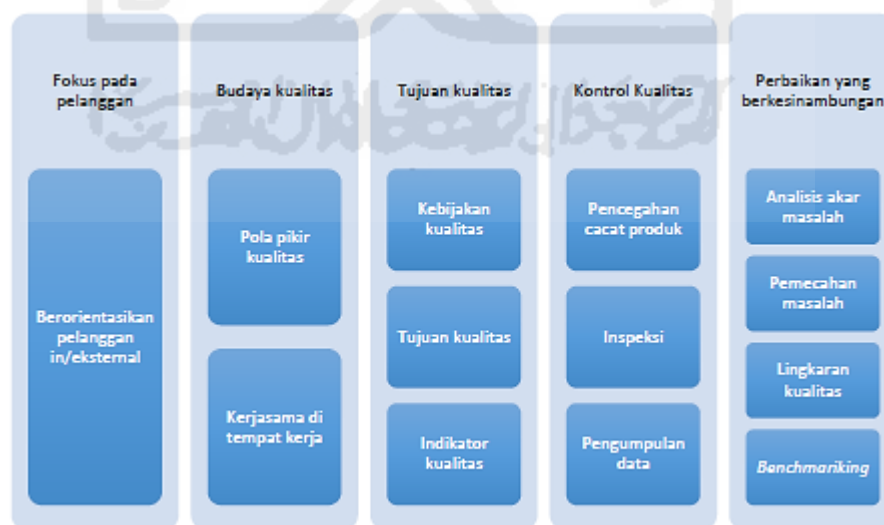 Fokus pada
pelanggan
Berorientasikan
pelanggan
in/eksternal
Budaya kualitas
Pola pikir
kualitas
Kerjasama di
tempat kerja
Tujuan kualitas
Kebijakan
kualitas
Tujuan kualitas
Indikator
kualitas
Kontrol Kualitas
Pencegahan
cacat produk
Inspeksi
Pengumpulan
data
Perbaikan yang
berkesinambungan
Analisis akar
masalah
Pemecahan
masalah
Lingkaran
kualitas
Benchmariking